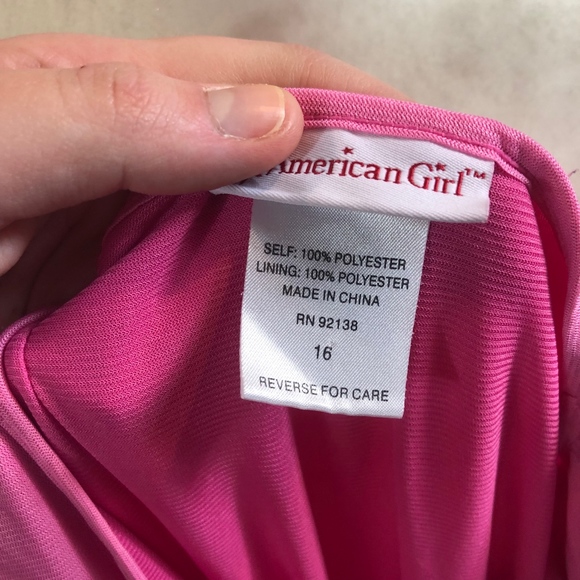 American Girl™
SELF: 100% POLYESTER
LINING: 100% POLYESTER
MADE IN CHINA
RN 92138
16
REVERSE FOR CARE